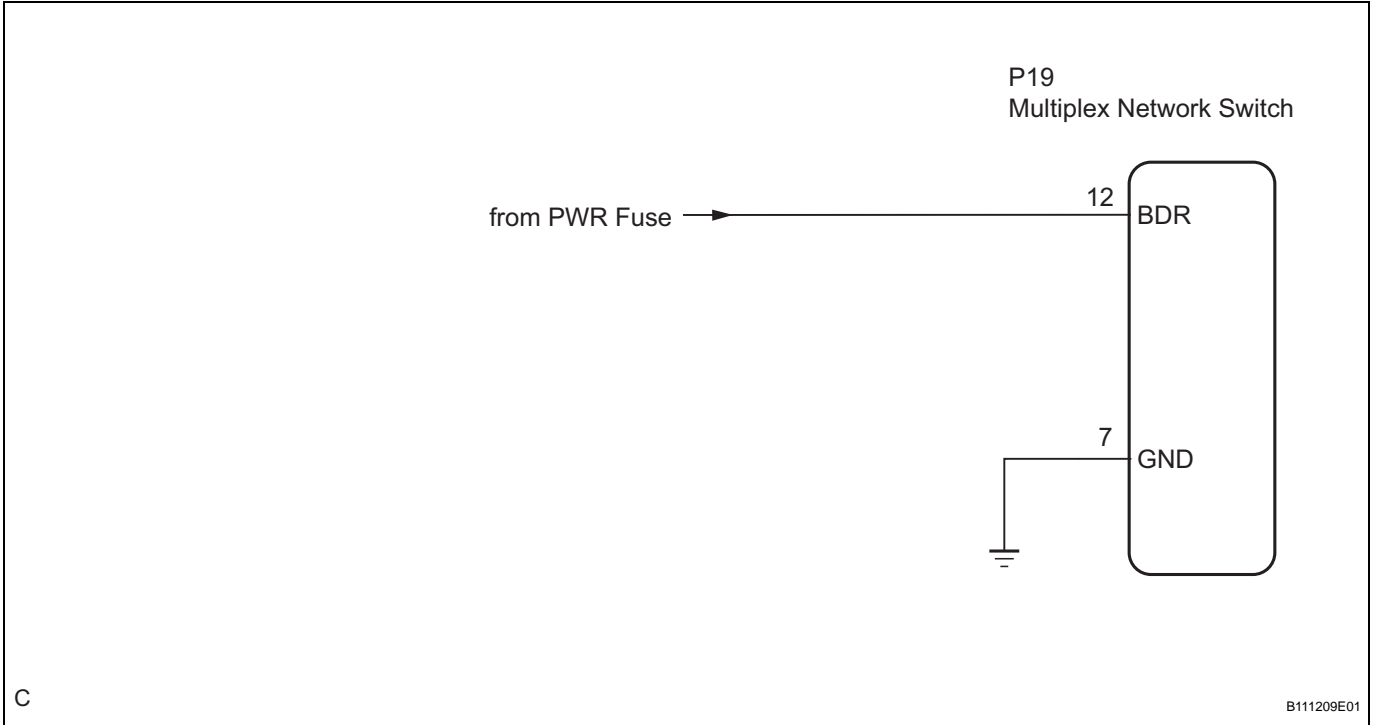 P19
Multiplex Network Switch
from PWR Fuse
12
BDR
7
GND
C
B111209E01